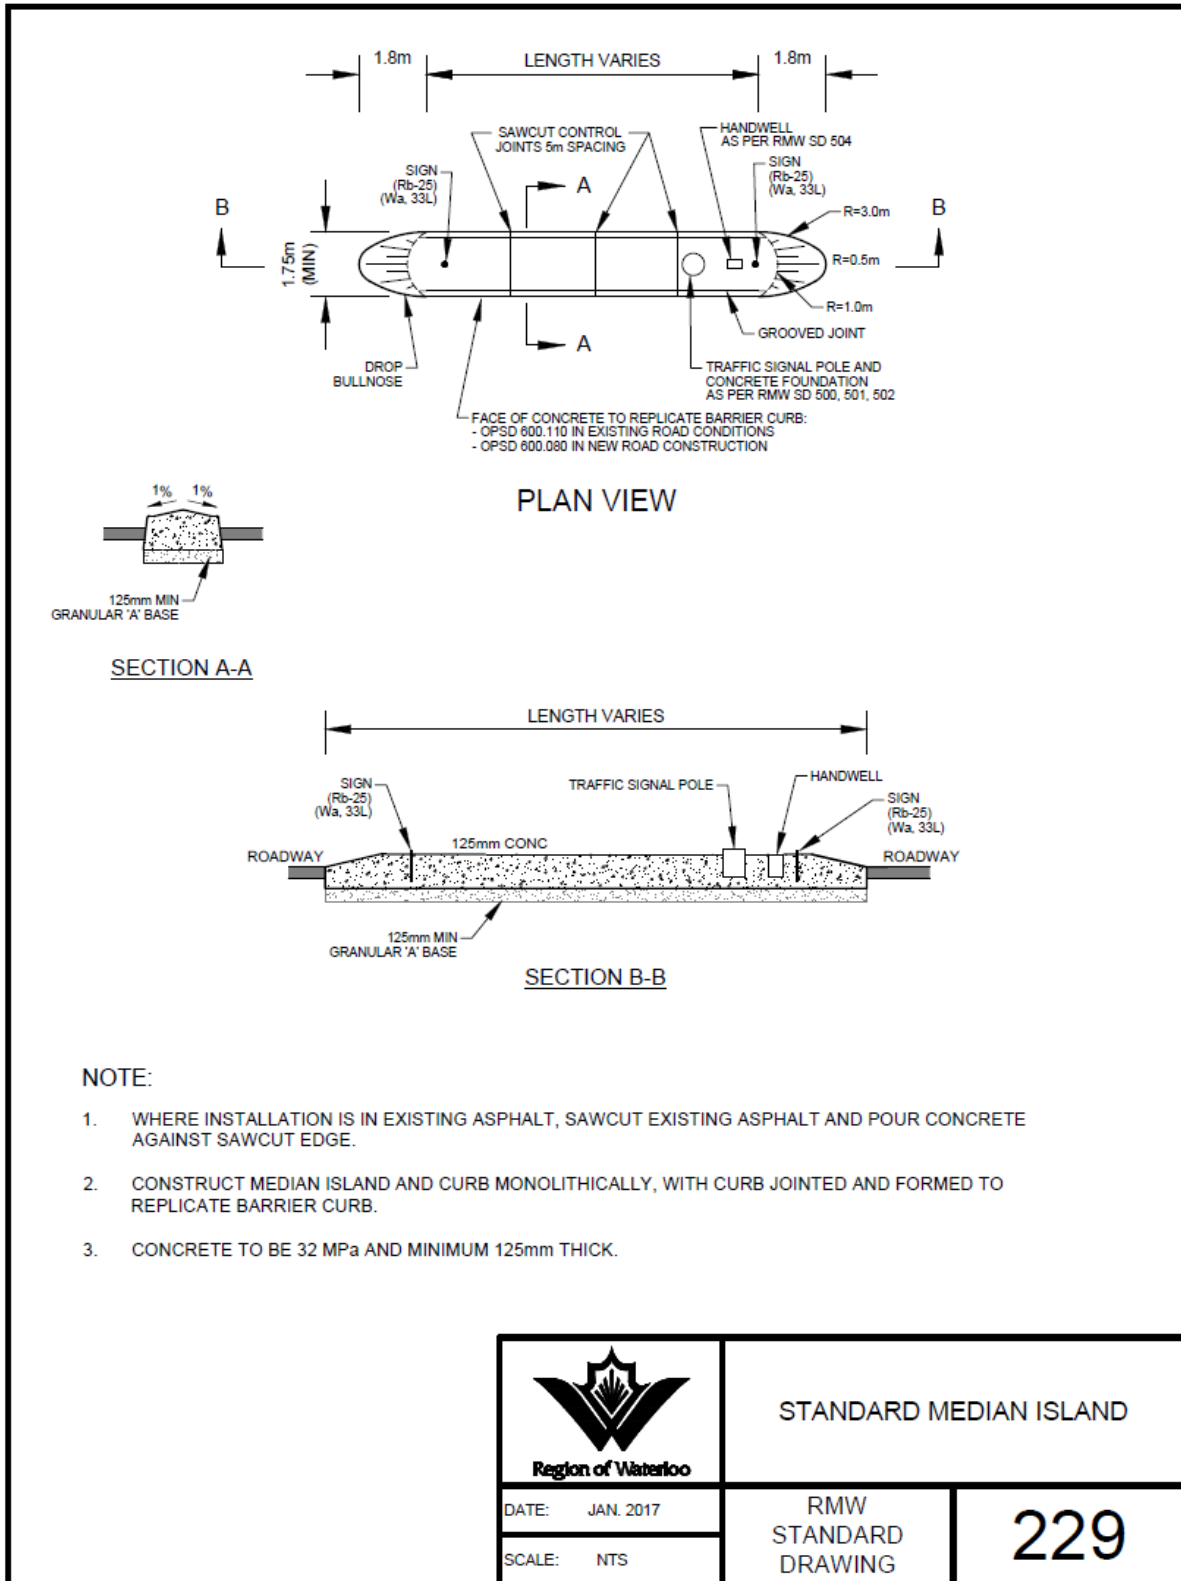 1.8m
LENGTH VARIES
1.8m
SAWCUT CONTROL
JOINTS 5m SPACING
HANDWELL
AS PER RMW SD 504
SIGN
(Rb-25)
(Wa, 33L)
A
SIGN
(Rb-25)
(Wa, 33L)
B
R=3.0m
B
1.75m
(MIN)
R=0.5m
R=1.0m
GROOVED JOINT
A
DROP
BULLNOSE
TRAFFIC SIGNAL POLE AND
CONCRETE FOUNDATION
AS PER RMW SD 500, 501, 502
FACE OF CONCRETE TO REPLICATE BARRIER CURB:
- OPSD 600.110 IN EXISTING ROAD CONDITIONS
- OPSD 600.080 IN NEW ROAD CONSTRUCTION
PLAN VIEW
1% 1%
125mm MIN
GRANULAR 'A' BASE
SECTION A-A
LENGTH VARIES
SIGN
(Rb-25)
(Wa, 33L)
TRAFFIC SIGNAL POLE
HANDWELL
SIGN
(Rb-25)
(Wa, 33L)
125mm CONC
ROADWAY
ROADWAY
125mm MIN
GRANULAR 'A' BASE
SECTION B-B
NOTE:
1. WHERE INSTALLATION IS IN EXISTING ASPHALT, SAWCUT EXISTING ASPHALT AND POUR CONCRETE
AGAINST SAWCUT EDGE.
2. CONSTRUCT MEDIAN ISLAND AND CURB MONOLITHICALLY, WITH CURB JOINTED AND FORMED TO
REPLICATE BARRIER CURB.
3. CONCRETE TO BE 32 MPa AND MINIMUM 125mm THICK.
Region of Waterloo
STANDARD MEDIAN ISLAND
DATE: JAN. 2017
SCALE: NTS
RMW
STANDARD
DRAWING
229